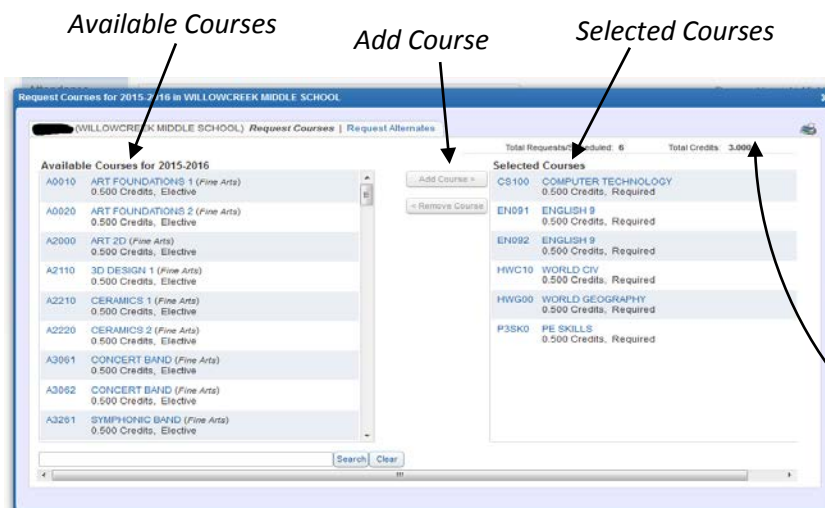 Available Courses
Add Course
Selected Courses
Request Courses for 2015-2016 in WILLOWCREEK MIDDLE SCHOOL
(WILLOWCREEK MIDDLE SCHOOL) Request Courses | Request Alternates
Total Requests/Scheduled: 6 Total Credits: 3.000
Available Courses for 2015-2016
A0010 ART FOUNDATIONS 1 (Fine Arts)
0.500 Credits, Elective
A0020 ART FOUNDATIONS 2 (Fine Arts)
0.500 Credits, Elective
A2000 ART 2D (Fine Arts)
0.500 Credits, Elective
A2110 3D DESIGN 1 (Fine Arts)
0.500 Credits, Elective
A2210 CERAMICS 1 (Fine Arts)
0.500 Credits, Elective
A2220 CERAMICS 2 (Fine Arts)
0.500 Credits, Elective
A3061 CONCERT BAND (Fine Arts)
0.500 Credits, Elective
A3062 CONCERT BAND (Fine Arts)
0.500 Credits, Elective
A3261 SYMPHONIC BAND (Fine Arts)
0.500 Credits, Elective
Add Course >
< Remove Course
Selected Courses
CS100 COMPUTER TECHNOLOGY
0.500 Credits, Required
EN091 ENGLISH 9
0.500 Credits, Required
EN092 ENGLISH 9
0.500 Credits, Required
HWC10 WORLD CIV
0.500 Credits, Required
HWG00 WORLD GEOGRAPHY
0.500 Credits, Required
P3SK0 PE SKILLS
0.500 Credits, Required
Search Clear